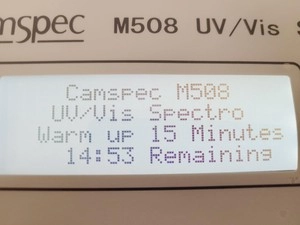 mspec M508 UV/Vis S
Camspec M508
UV/Vis Spectro
Warm up 15 Minutes
14:53 Remaining